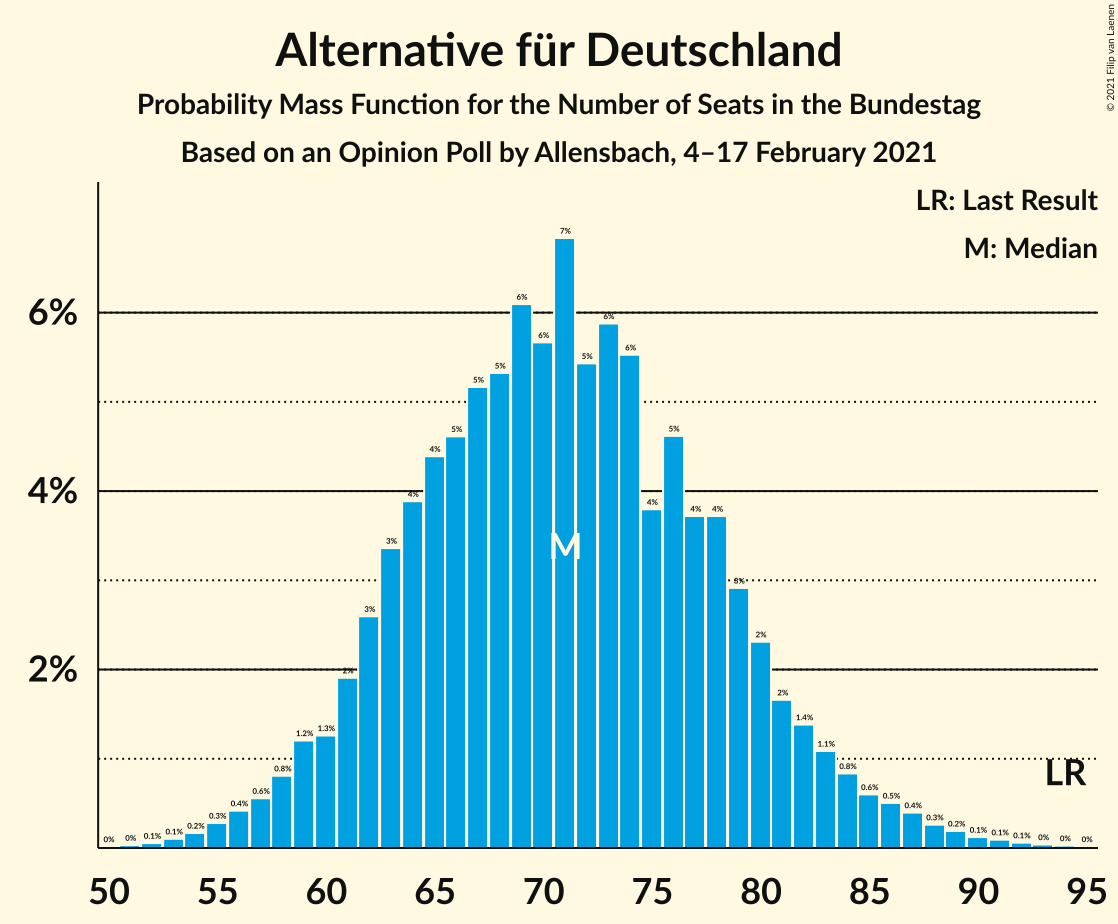 Alternative für Deutschland
Probability Mass Function for the Number of Seats in the Bundestag
Based on an Opinion Poll by Allensbach, 4–17 February 2021
© 2021 Filip van Laenen
LR: Last Result
M: Median
6%
4%
2%
0% 0% 0.1% 0.1% 0.2% 0.3% 0.4% 0.6% 0.8% 1.2% 1.3% 2% 3% 3% 4% 4% 5% 5% 5% 6% 6% 7% 5% 6% 6% 4% 5% 4% 4% 3% 2% 2% 1.4% 1.1% 0.8% 0.6% 0.5% 0.4% 0.3% 0.2% 0.1% 0.1% 0.1% 0% 0% 0%
M
LR
50 55 60 65 70 75 80 85 90 95